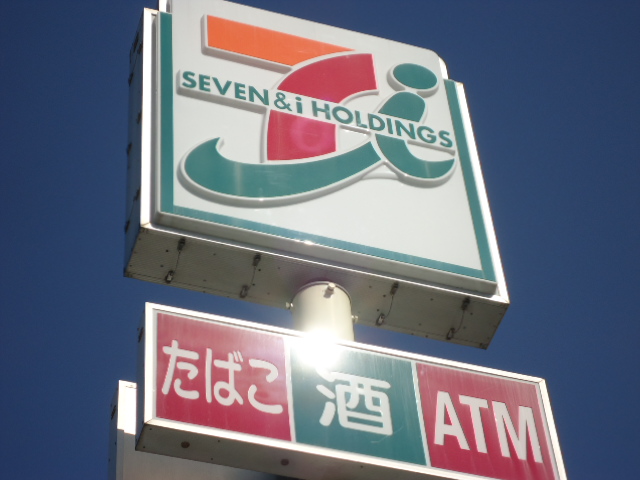 SEVEN&i HOLDINGS
たばこ 酒 ATM